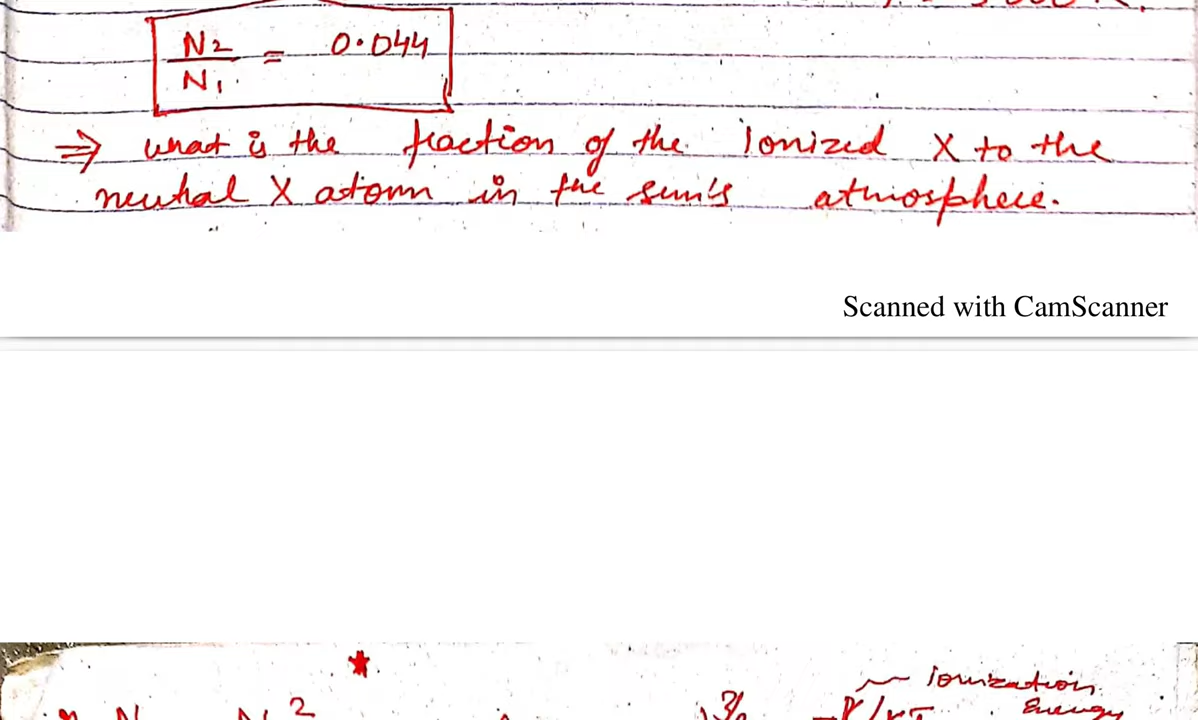 N2 / N1 = 0.044
⇒ what is the fraction of the Ionized X to the
neutral X atom in the sun's atmosphere.
Scanned with CamScanner
Ionization
Energy